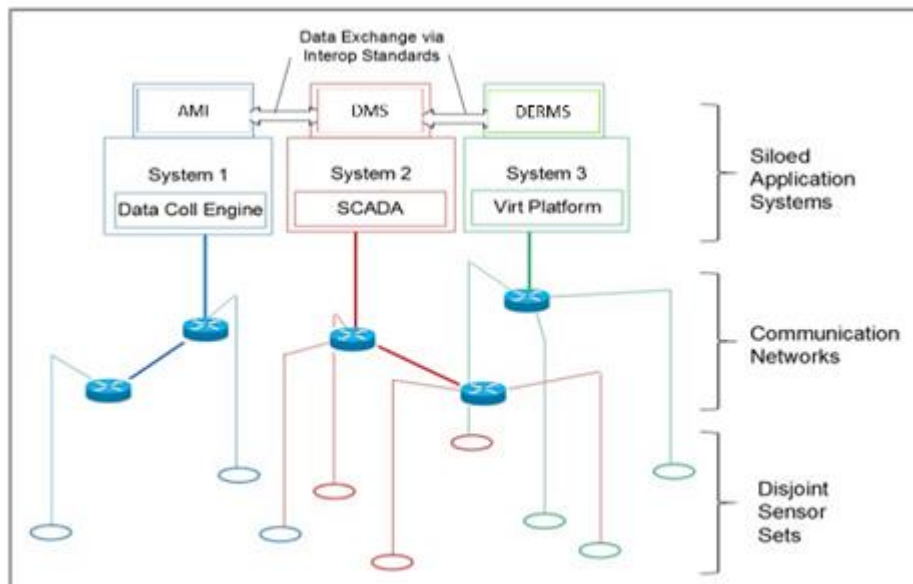 Data Exchange via
Interop Standards
AMI
DMS
DERMS
System 1
System 2
System 3
Data Coll Engine
SCADA
Virt Platform
Siloed
Application
Systems
Communication
Networks
Disjoint
Sensor
Sets